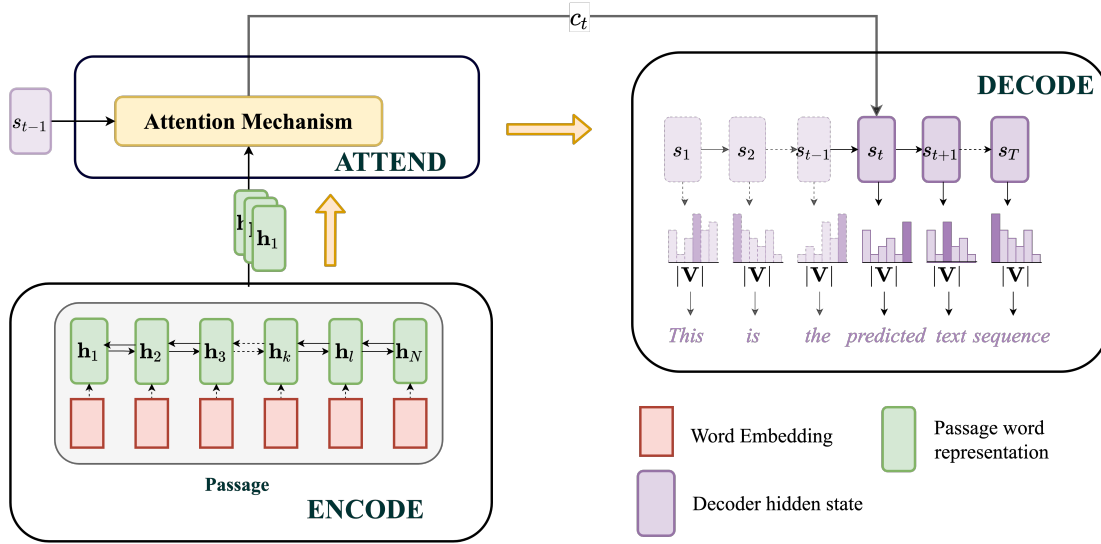 c_t
DECODE
s_{t-1}
Attention Mechanism
ATTEND
s_1 s_2 s_{t-1} s_t s_{t+1} s_T
h_1
|V| |V| |V| |V| |V| |V|
This is the predicted text sequence
h_1 h_2 h_3 h_k h_l h_N
Passage
ENCODE
Word Embedding
Passage word
representation
Decoder hidden state